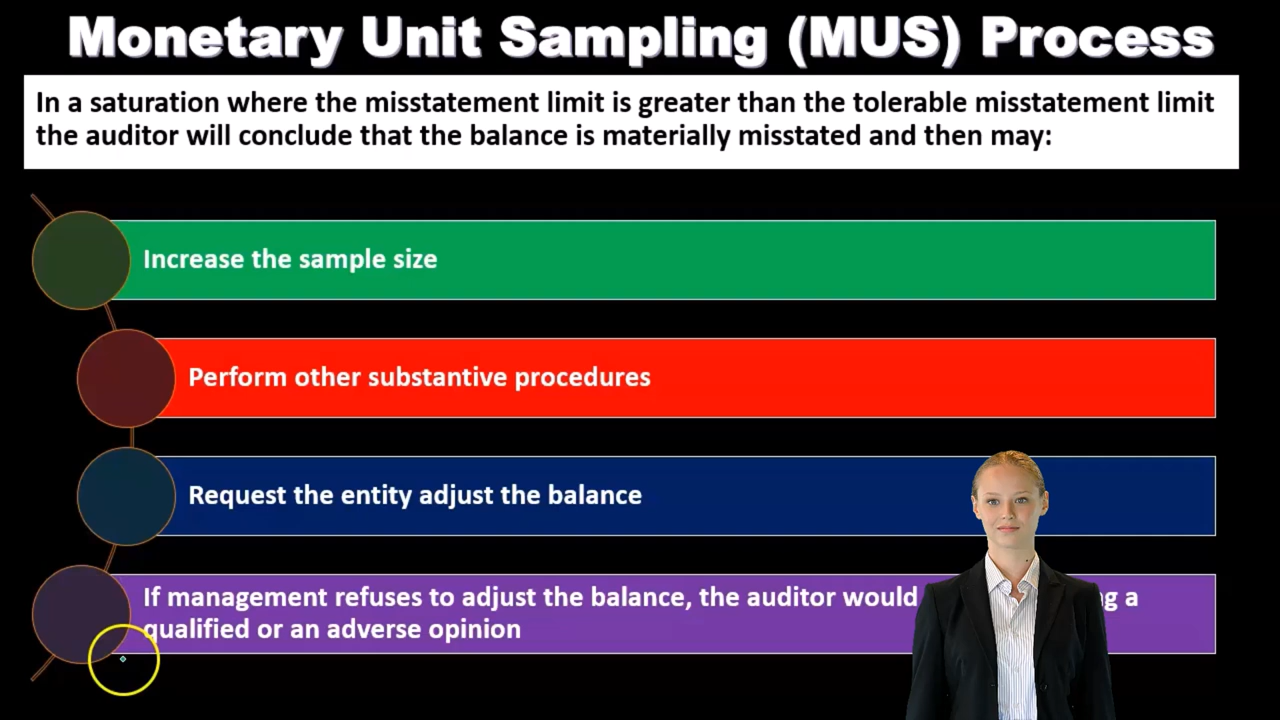 Monetary Unit Sampling (MUS) Process
In a saturation where the misstatement limit is greater than the tolerable misstatement limit
the auditor will conclude that the balance is materially misstated and then may:
Increase the sample size
Perform other substantive procedures
Request the entity adjust the balance
If management refuses to adjust the balance, the auditor would a
qualified or an adverse opinion